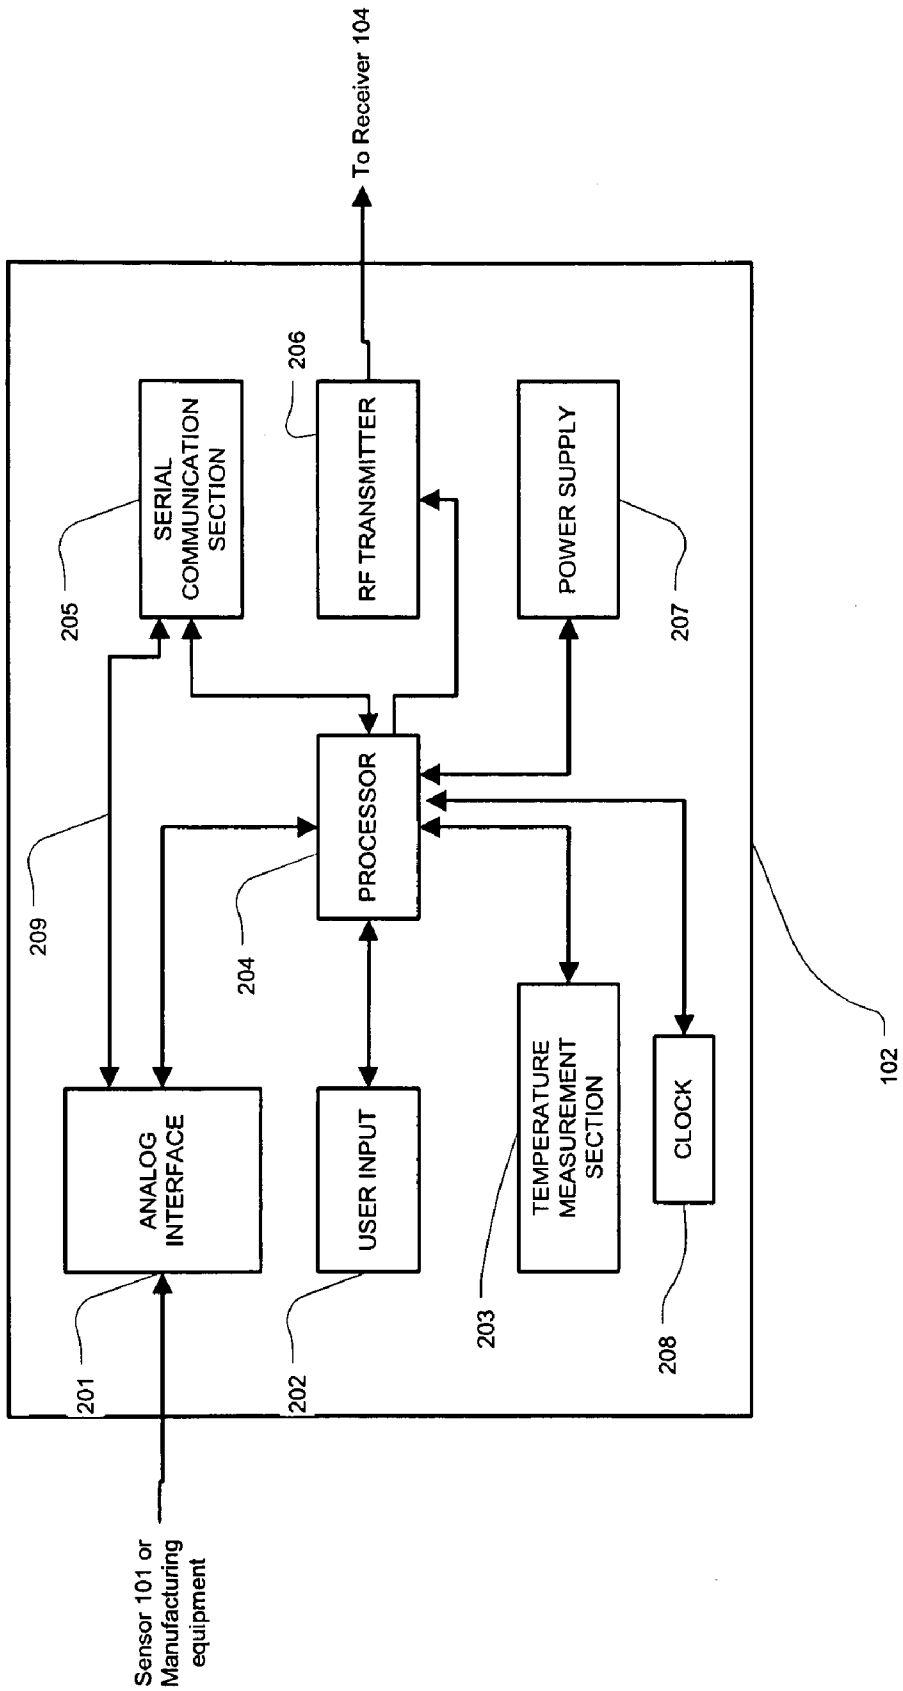 Sensor 101 or
Manufacturing
equipment
201
ANALOG
INTERFACE
209
205
SERIAL
COMMUNICATION
SECTION
202
USER INPUT
204
PROCESSOR
206
RF TRANSMITTER
To Receiver 104
203
TEMPERATURE
MEASUREMENT
SECTION
207
POWER SUPPLY
208
CLOCK
102